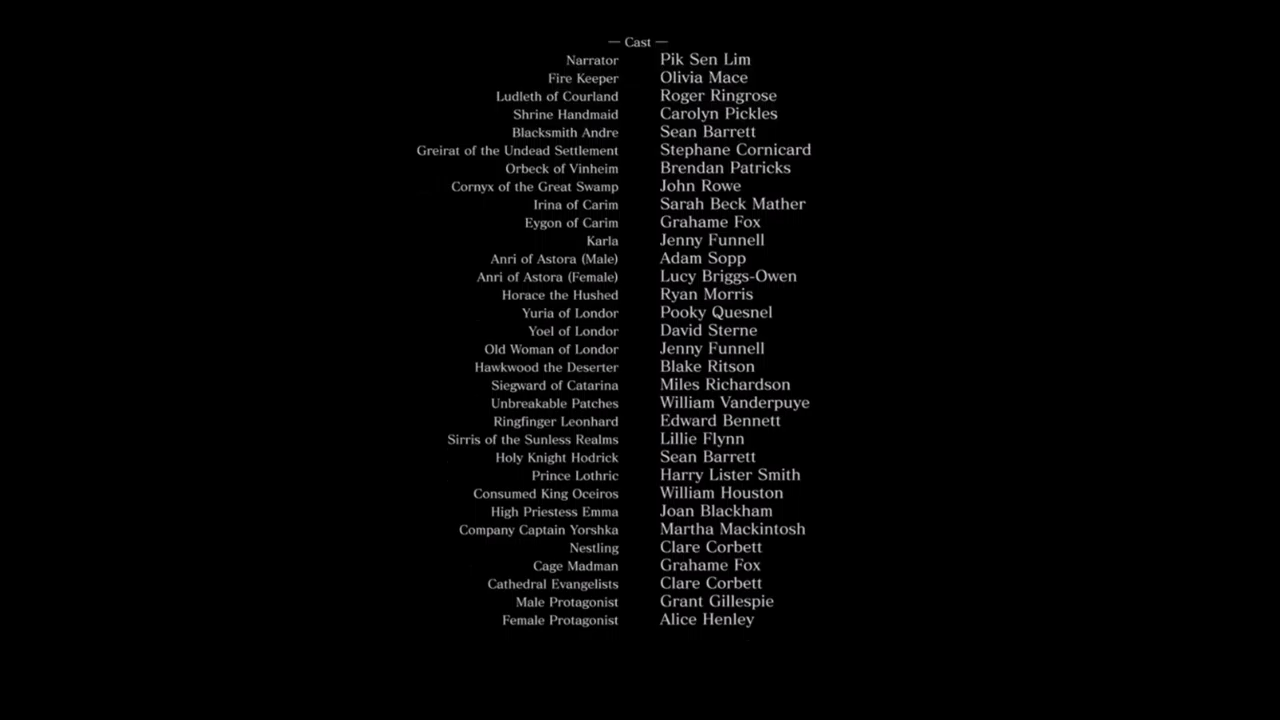 — Cast —
Narrator Pik Sen Lim
Fire Keeper Olivia Mace
Ludleth of Courland Roger Ringrose
Shrine Handmaid Carolyn Pickles
Blacksmith Andre Sean Barrett
Greirat of the Undead Settlement Stephane Cornicard
Orbeck of Vinheim Brendan Patricks
Cornyx of the Great Swamp John Rowe
Irina of Carim Sarah Beck Mather
Eygon of Carim Grahame Fox
Karla Jenny Funnell
Anri of Astora (Male) Adam Sopp
Anri of Astora (Female) Lucy Briggs-Owen
Horace the Hushed Ryan Morris
Yuria of Londor Pooky Quesnel
Yoel of Londor David Sterne
Old Woman of Londor Jenny Funnell
Hawkwood the Deserter Blake Ritson
Siegward of Catarina Miles Richardson
Unbreakable Patches William Vanderpuye
Ringfinger Leonhard Edward Bennett
Sirris of the Sunless Realms Lillie Flynn
Holy Knight Hodrick Sean Barrett
Prince Lothric Harry Lister Smith
Consumed King Oceiros William Houston
High Priestess Emma Joan Blackham
Company Captain Yorshka Martha Mackintosh
Nestling Clare Corbett
Cage Madman Grahame Fox
Cathedral Evangelists Clare Corbett
Male Protagonist Grant Gillespie
Female Protagonist Alice Henley